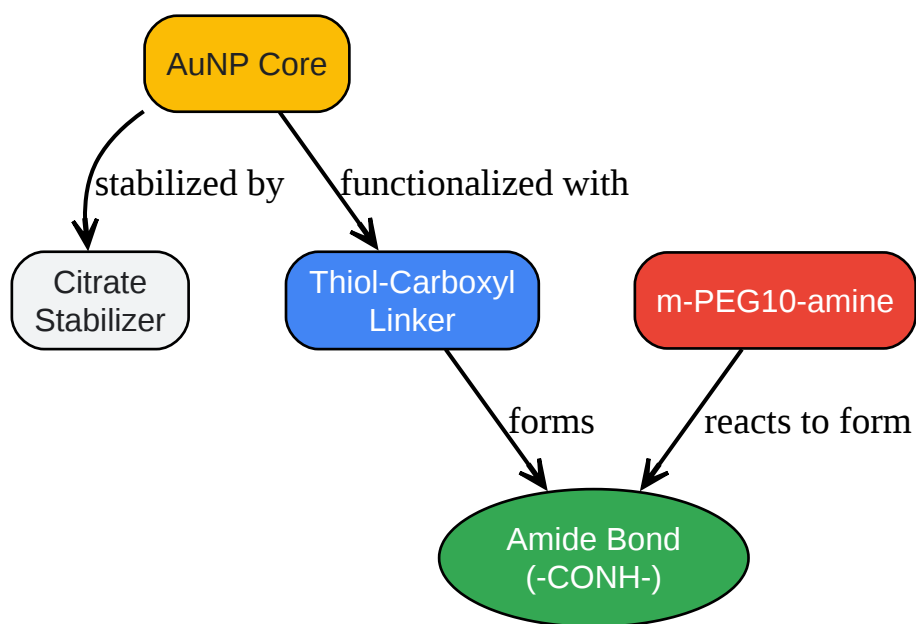 AuNP Core
stabilized by
functionalized with
Citrate
Stabilizer
Thiol-Carboxyl
Linker
m-PEG10-amine
forms
reacts to form
Amide Bond
(-CONH-)